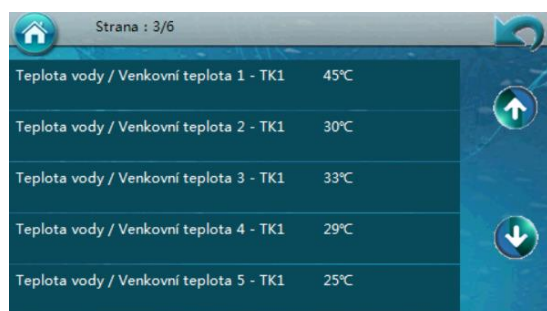 Strana : 3/6
Teplota vody / Venkovní teplota 1 - TK1 45℃
Teplota vody / Venkovní teplota 2 - TK1 30℃
Teplota vody / Venkovní teplota 3 - TK1 33℃
Teplota vody / Venkovní teplota 4 - TK1 29℃
Teplota vody / Venkovní teplota 5 - TK1 25℃